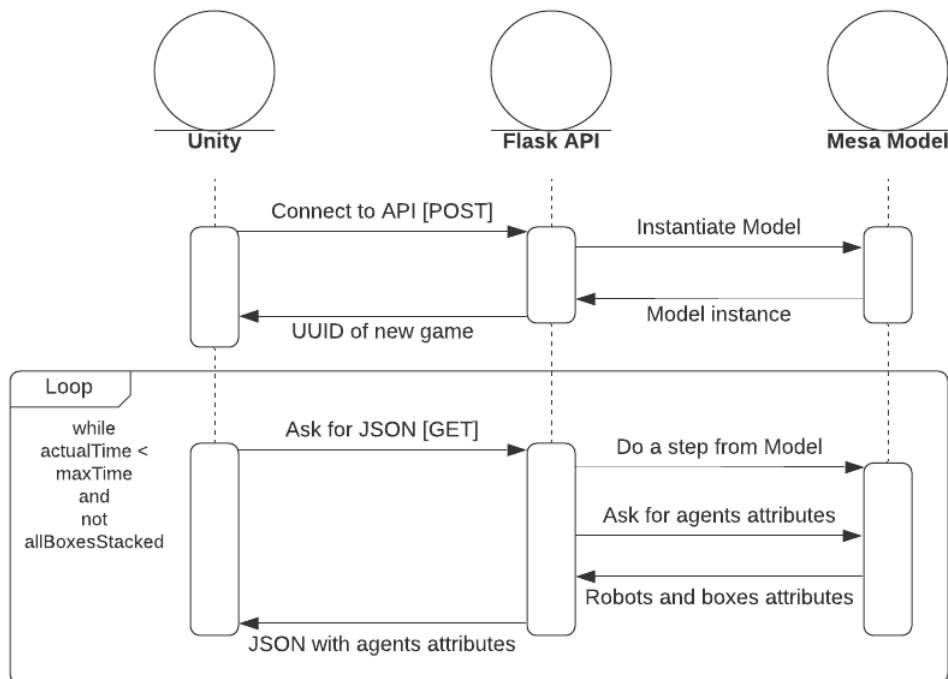 Unity
Flask API
Mesa Model
Connect to API [POST]
Instantiate Model
Model instance
UUID of new game
Loop
while
actualTime <
maxTime
and
not
allBoxesStacked
Ask for JSON [GET]
Do a step from Model
Ask for agents attributes
Robots and boxes attributes
JSON with agents attributes